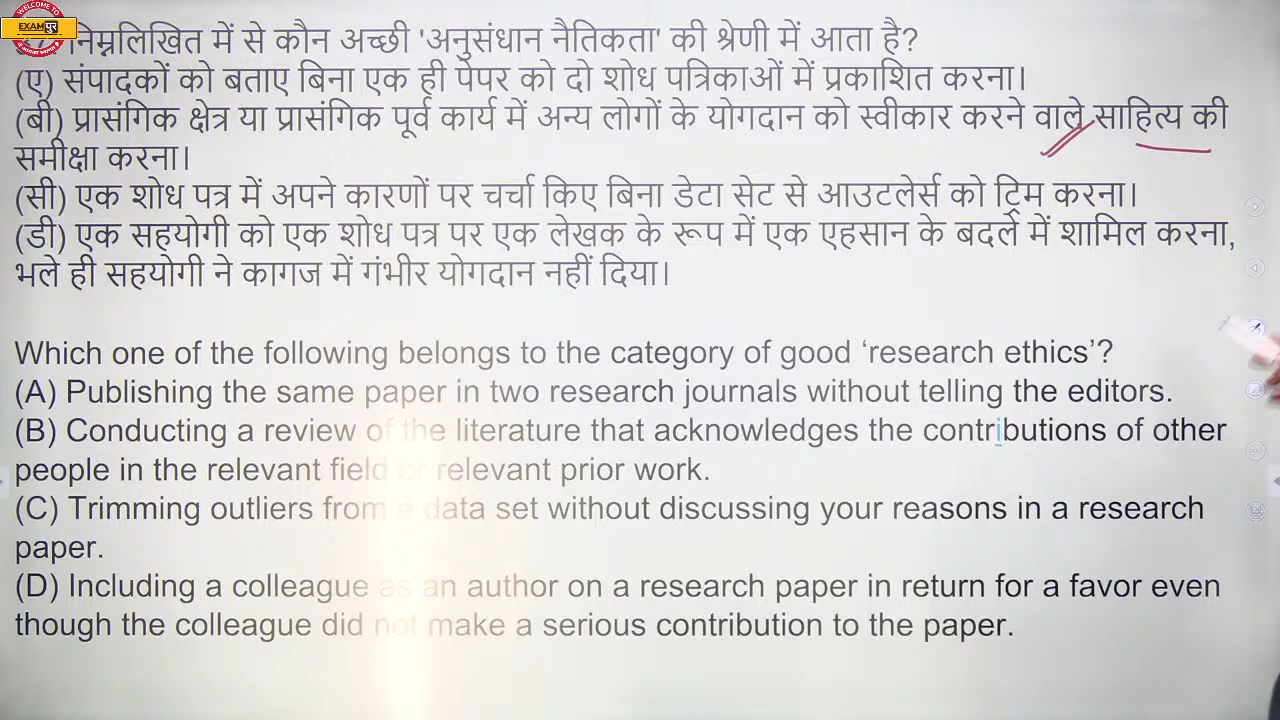 WELCOME TO
EXAMपुर
निम्नलिखित में से कौन अच्छी 'अनुसंधान नैतिकता' की श्रेणी में आता है?
(ए) संपादकों को बताए बिना एक ही पेपर को दो शोध पत्रिकाओं में प्रकाशित करना।
(बी) प्रासंगिक क्षेत्र या प्रासंगिक पूर्व कार्य में अन्य लोगों के योगदान को स्वीकार करने वाले साहित्य की
समीक्षा करना।
(सी) एक शोध पत्र में अपने कारणों पर चर्चा किए बिना डेटा सेट से आउटलेर्स को ट्रिम करना।
(डी) एक सहयोगी को एक शोध पत्र पर एक लेखक के रूप में एक एहसान के बदले में शामिल करना,
भले ही सहयोगी ने कागज में गंभीर योगदान नहीं दिया।
Which one of the following belongs to the category of good ‘research ethics’?
(A) Publishing the same paper in two research journals without telling the editors.
(B) Conducting a review of the literature that acknowledges the contributions of other
people in the relevant field or relevant prior work.
(C) Trimming outliers from a data set without discussing your reasons in a research
paper.
(D) Including a colleague as an author on a research paper in return for a favor even
though the colleague did not make a serious contribution to the paper.